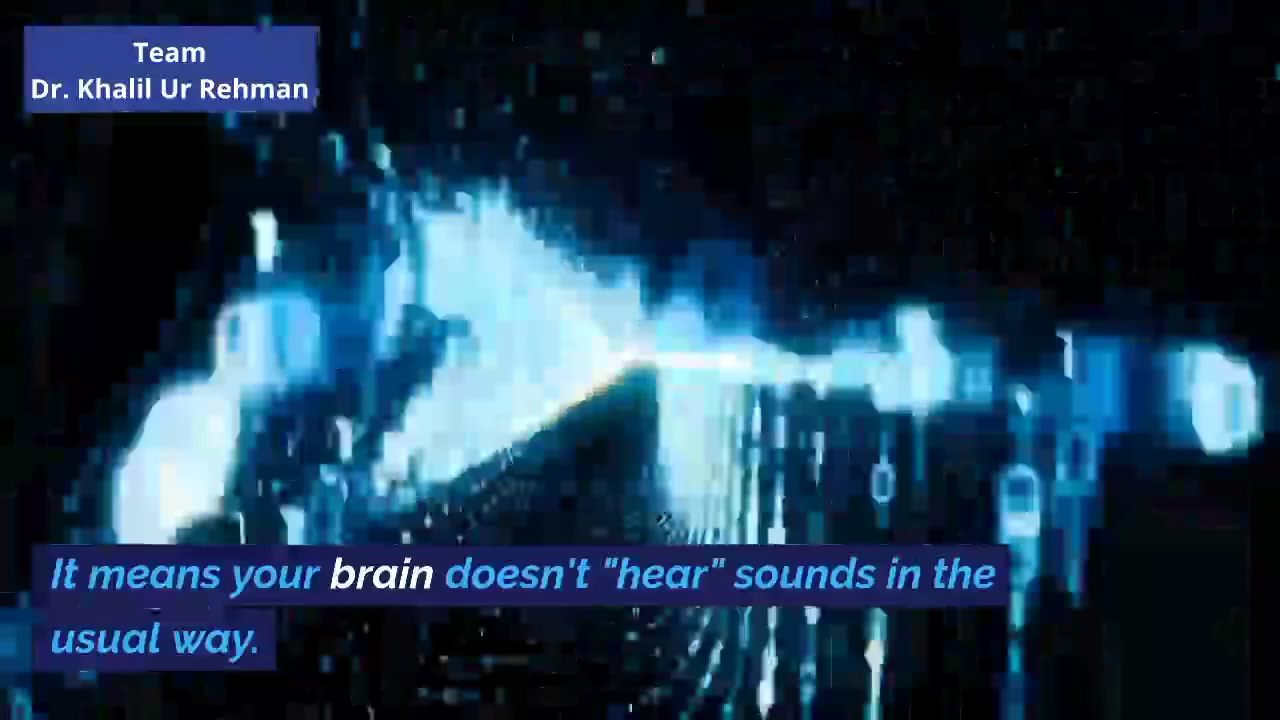 Team
Dr. Khalil Ur Rehman
It means your brain doesn't "hear" sounds in the
usual way.